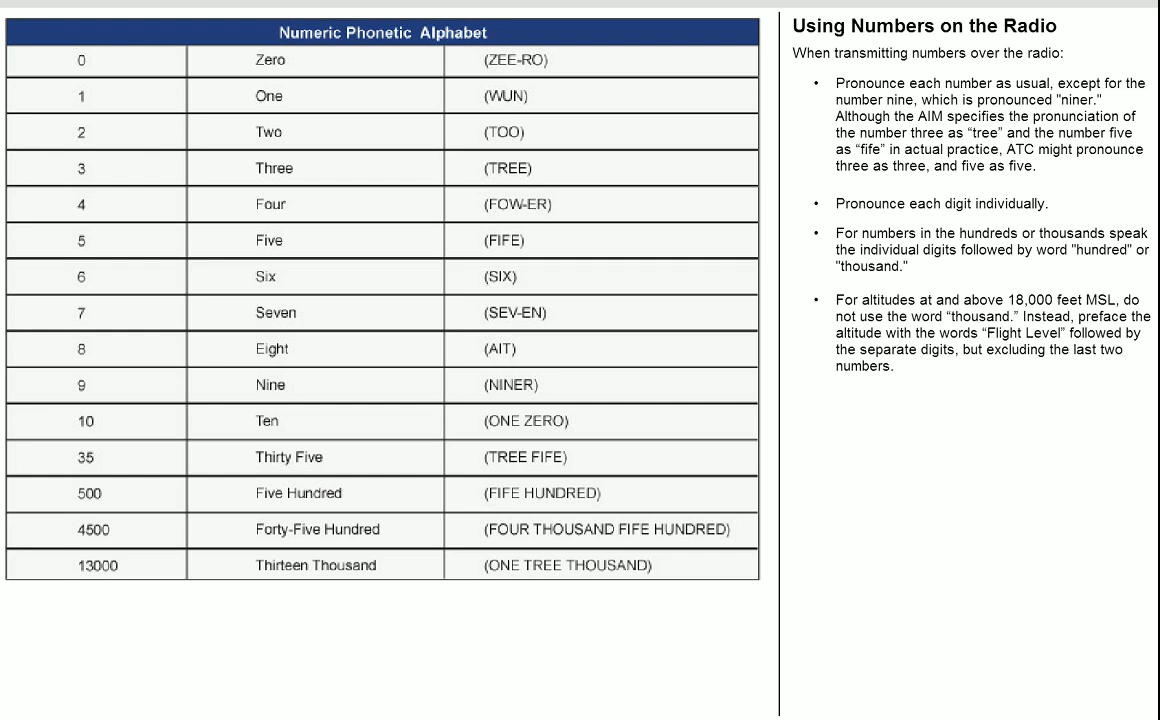 Numeric Phonetic Alphabet
0 Zero (ZEE-RO)
1 One (WUN)
2 Two (TOO)
3 Three (TREE)
4 Four (FOW-ER)
5 Five (FIFE)
6 Six (SIX)
7 Seven (SEV-EN)
8 Eight (AIT)
9 Nine (NINER)
10 Ten (ONE ZERO)
35 Thirty Five (TREE FIFE)
500 Five Hundred (FIFE HUNDRED)
4500 Forty-Five Hundred (FOUR THOUSAND FIFE HUNDRED)
13000 Thirteen Thousand (ONE TREE THOUSAND)
Using Numbers on the Radio
When transmitting numbers over the radio:
• Pronounce each number as usual, except for the
number nine, which is pronounced "niner."
Although the AIM specifies the pronunciation of
the number three as “tree” and the number five
as “fife” in actual practice, ATC might pronounce
three as three, and five as five.
• Pronounce each digit individually.
• For numbers in the hundreds or thousands speak
the individual digits followed by word "hundred" or
"thousand."
• For altitudes at and above 18,000 feet MSL, do
not use the word “thousand.” Instead, preface the
altitude with the words “Flight Level” followed by
the separate digits, but excluding the last two
numbers.